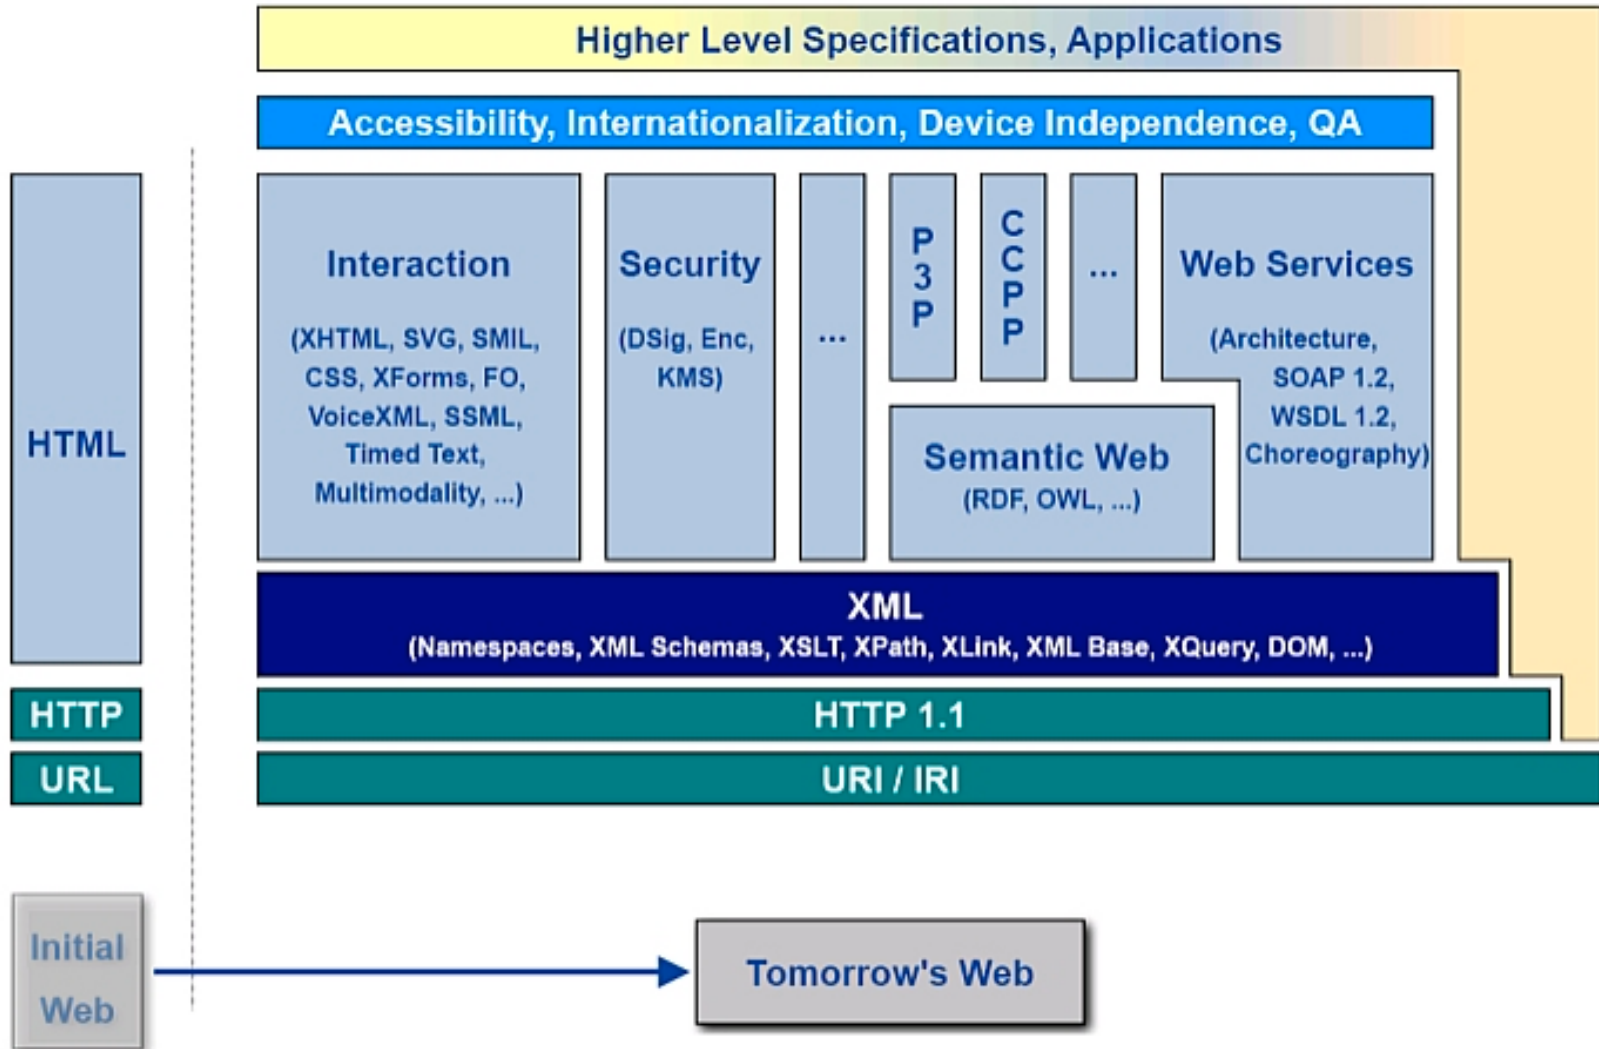 Higher Level Specifications, Applications
Accessibility, Internationalization, Device Independence, QA
HTML
HTTP
URL
Interaction
(XHTML, SVG, SMIL,
CSS, XForms, FO,
VoiceXML, SSML,
Timed Text,
Multimodality, ...)
Security
(DSig, Enc,
KMS)
...
P
3
P
C
C
P
P
...
Web Services
(Architecture,
SOAP 1.2,
WSDL 1.2,
Choreography)
Semantic Web
(RDF, OWL, ...)
XML
(Namespaces, XML Schemas, XSLT, XPath, XLink, XML Base, XQuery, DOM, ...)
HTTP 1.1
URI / IRI
Initial
Web
Tomorrow's Web